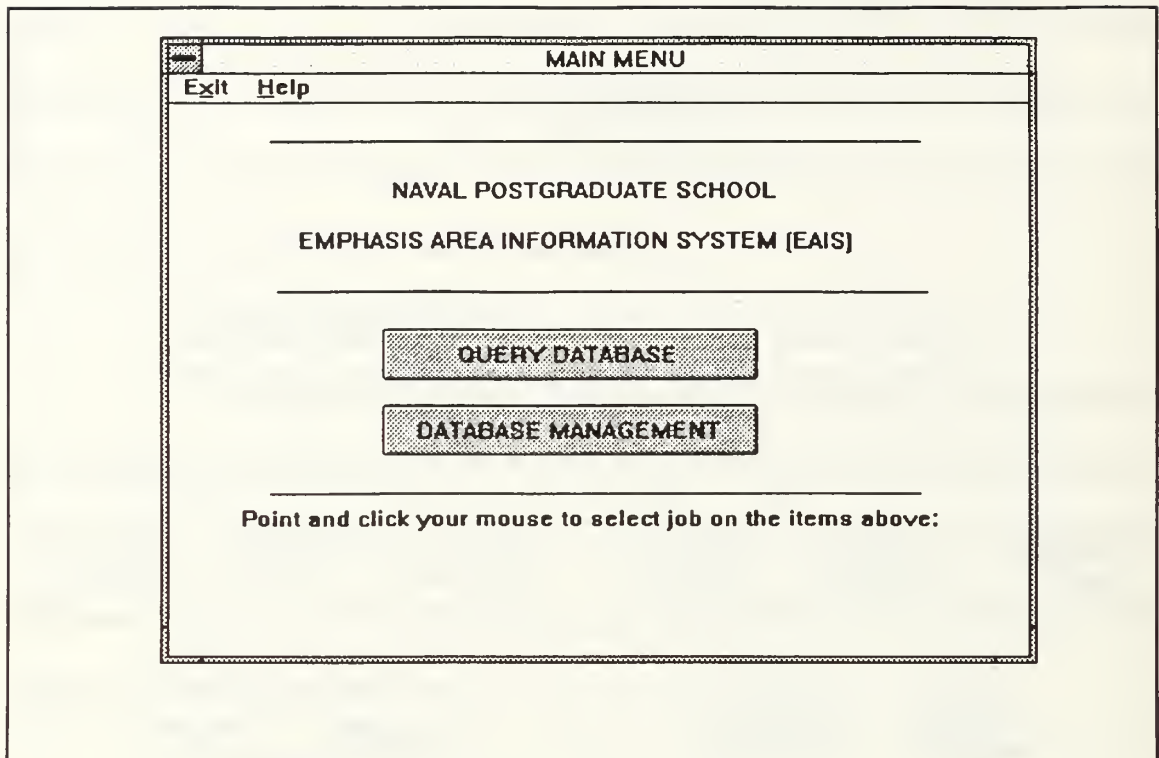 MAIN MENU
Exit Help
NAVAL POSTGRADUATE SCHOOL
EMPHASIS AREA INFORMATION SYSTEM (EAIS)
QUERY DATABASE
DATABASE MANAGEMENT
Point and click your mouse to select job on the items above: